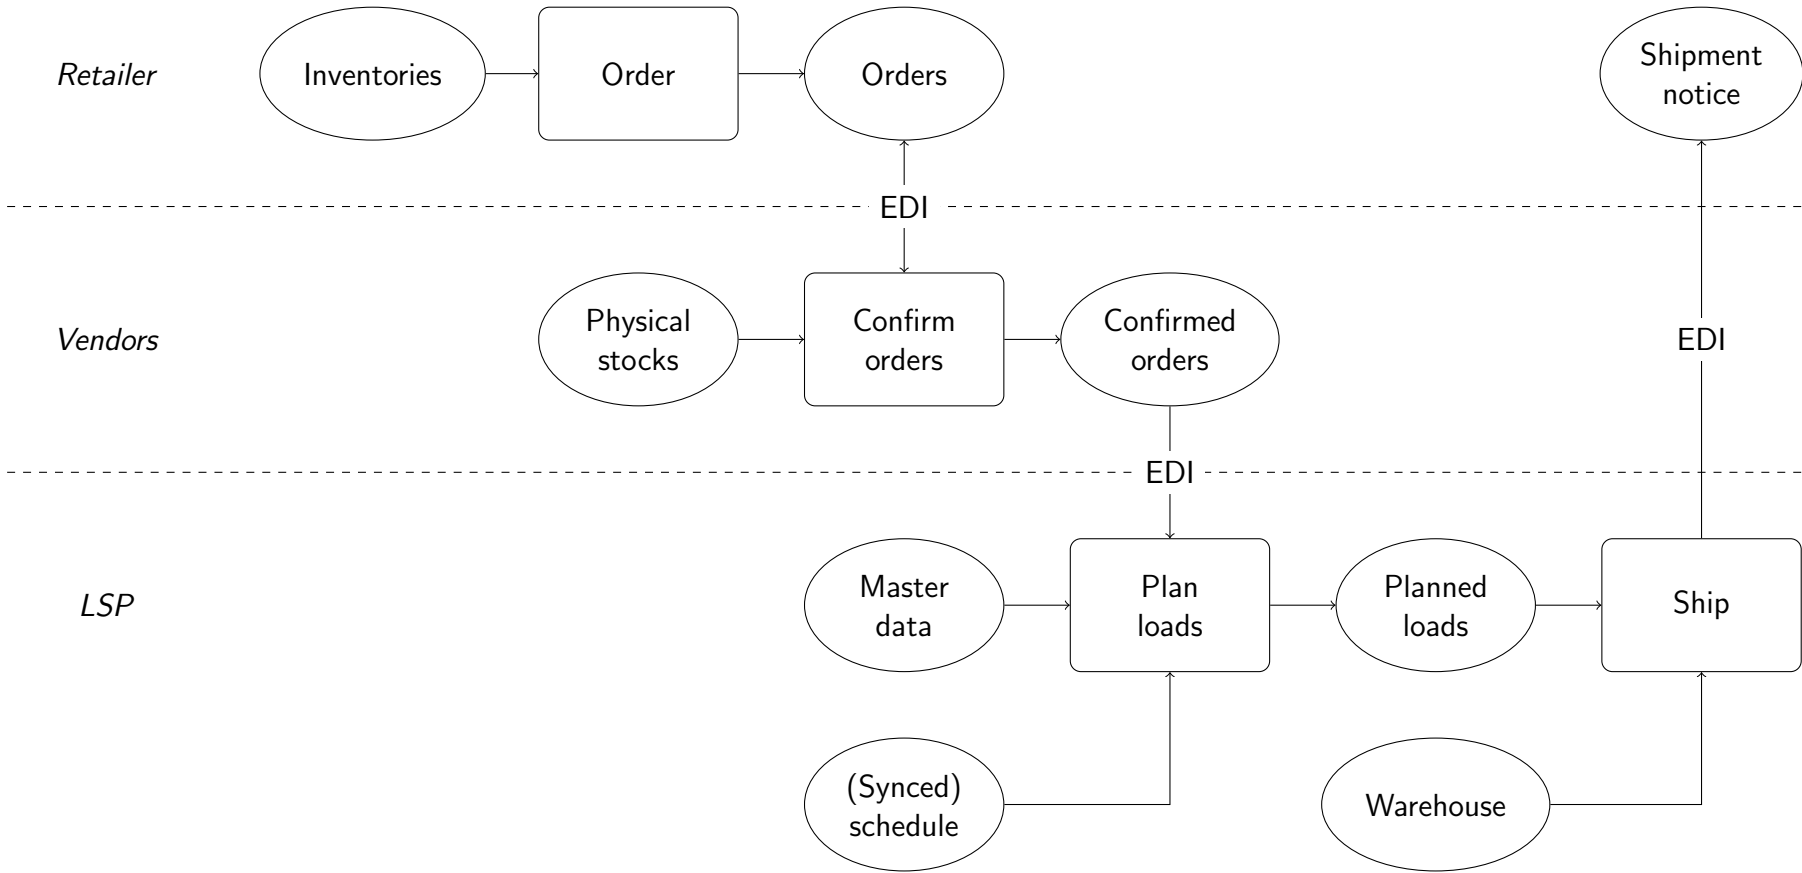 Retailer
Inventories
Order
Orders
Shipment
notice
EDI
Vendors
Physical
stocks
Confirm
orders
Confirmed
orders
EDI
EDI
LSP
Master
data
Plan
loads
Planned
loads
Ship
(Synced)
schedule
Warehouse